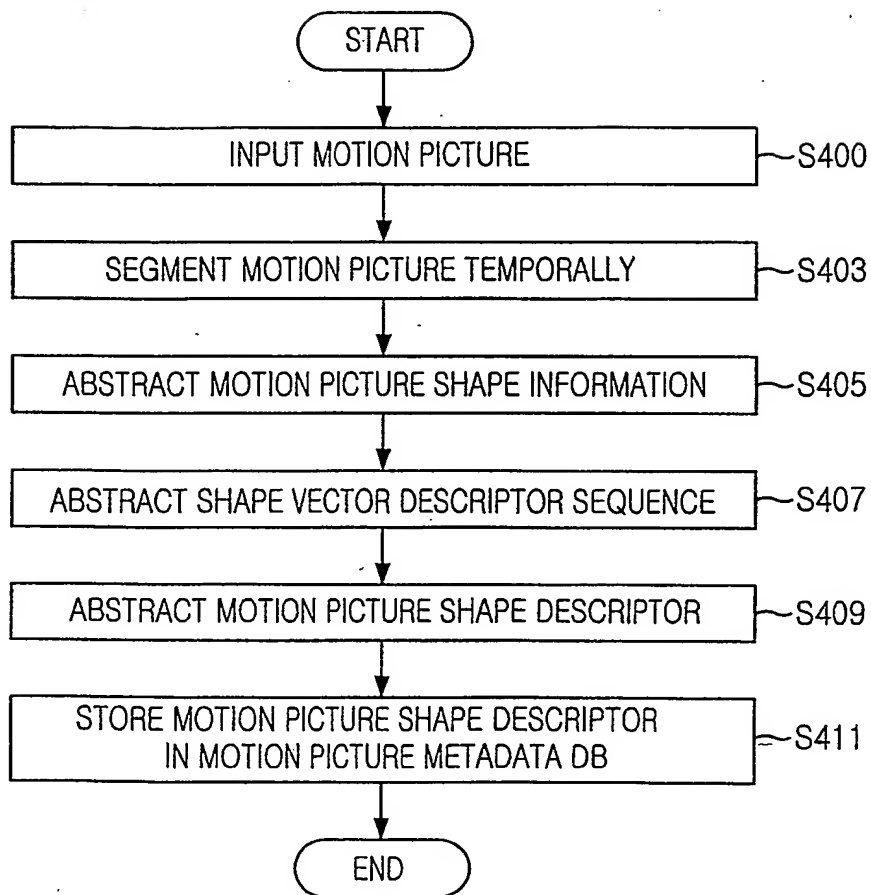 START
INPUT MOTION PICTURE
S400
SEGMENT MOTION PICTURE TEMPORALLY
S403
ABSTRACT MOTION PICTURE SHAPE INFORMATION
S405
ABSTRACT SHAPE VECTOR DESCRIPTOR SEQUENCE
S407
ABSTRACT MOTION PICTURE SHAPE DESCRIPTOR
S409
STORE MOTION PICTURE SHAPE DESCRIPTOR
IN MOTION PICTURE METADATA DB
S411
END